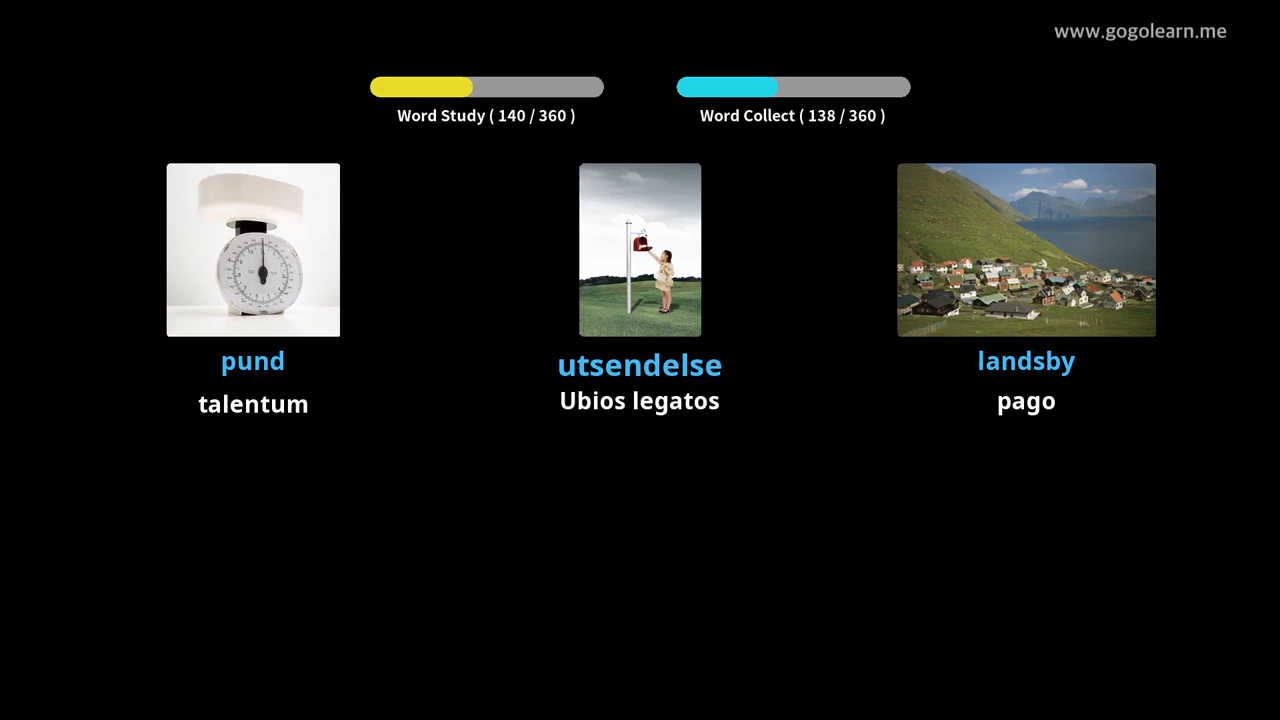 www.gogolearn.me
Word Study ( 140 / 360 )
Word Collect ( 138 / 360 )
pund
utsendelse
landsby
talentum
Ubios legatos
pago